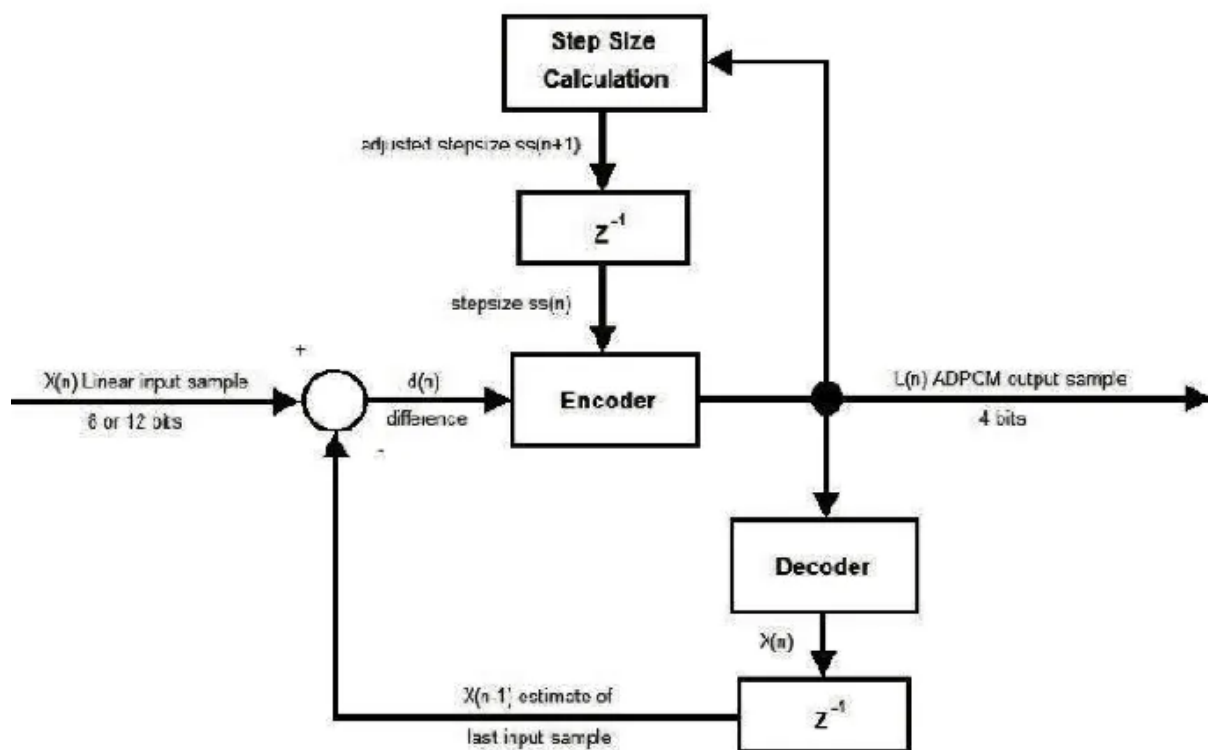 Step Size
Calculation
adjusted stepsize ss(n+1)
Z⁻¹
stepsize ss(n)
+
X(n) Linear input sample
8 or 12 bits
d(n)
difference
Encoder
L(n) ADPCM output sample
4 bits
-
Decoder
X(n)
X(n-1) estimate of
last input sample
Z⁻¹